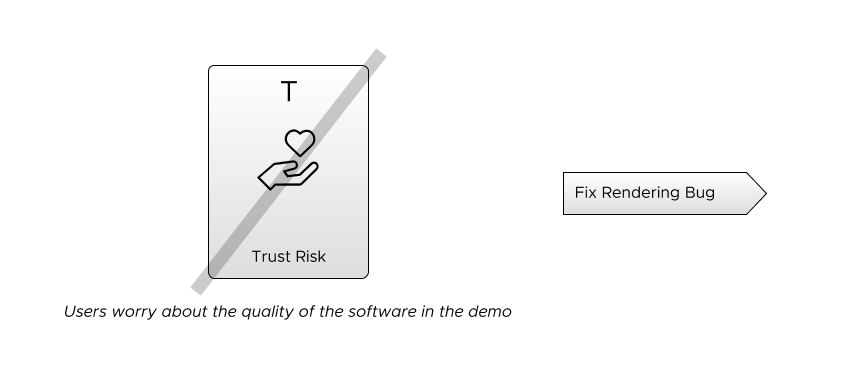 T
Trust Risk
Users worry about the quality of the software in the demo
Fix Rendering Bug